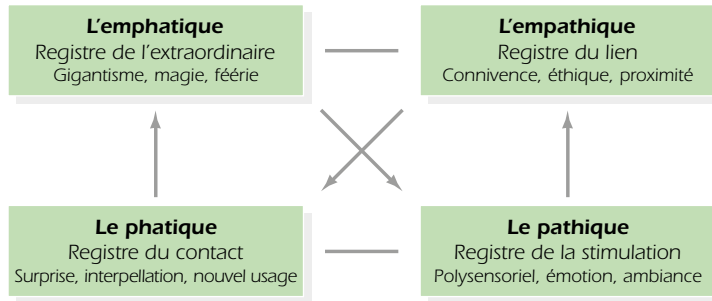 L'emphatique
Registre de l'extraordinaire
Gigantisme, magie, féérie
L'empathique
Registre du lien
Connivence, éthique, proximité
Le phatique
Registre du contact
Surprise, interpellation, nouvel usage
Le pathique
Registre de la stimulation
Polysensoriel, émotion, ambiance